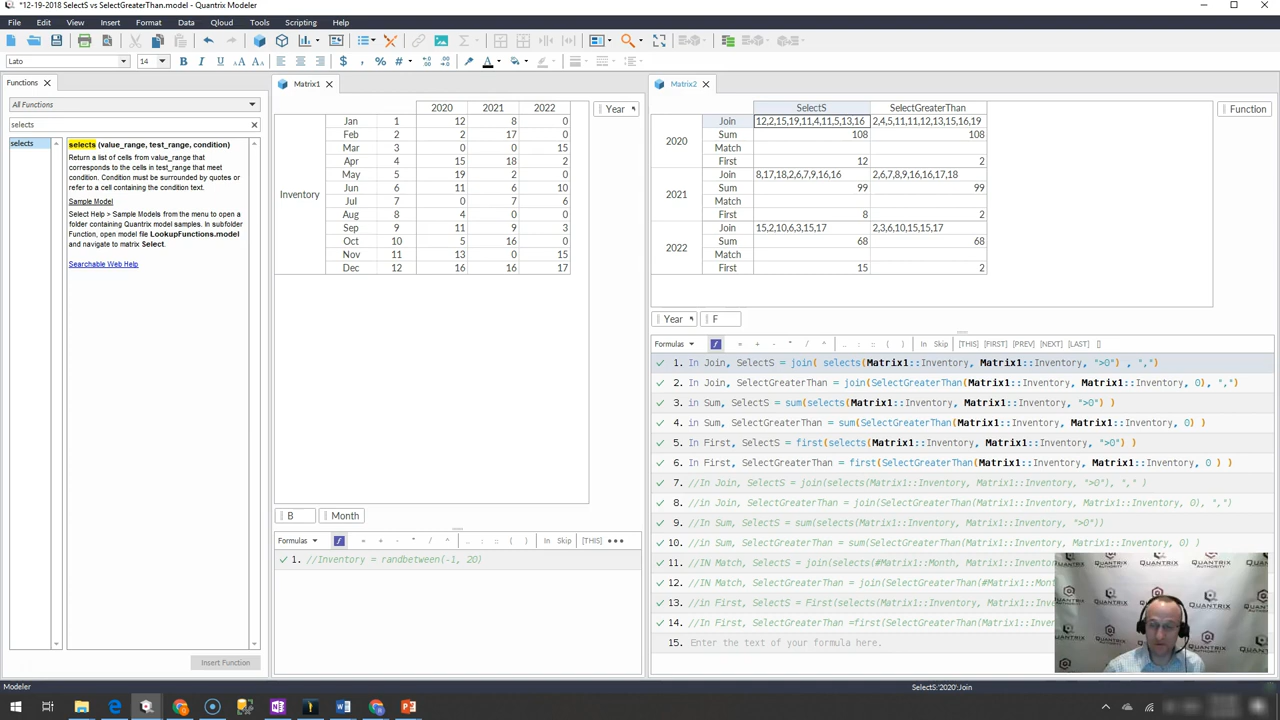 *12-19-2018 SelectS vs SelectGreaterThan.model - Quantrix Modeler
File Edit View Insert Format Data Qloud Tools Scripting Help
Lato 14 B I U
Functions Matrix1 Matrix2
All Functions
selects
selects
selects (value_range, test_range, condition)
Return a list of cells from value_range that
corresponds to the cells in test_range that meet
condition. Condition must be surrounded by quotes or
refer to a cell containing the condition text.
Sample Model
Select Help > Sample Models from the menu to open a
folder containing Quantrix model samples. In subfolder
Function, open model file LookupFunctions.model
and navigate to matrix Select.
Searchable Web Help
Insert Function
2020 2021 2022 Year
Inventory
Jan 1 12 8 0
Feb 2 2 17 0
Mar 3 0 0 15
Apr 4 15 18 2
May 5 19 2 0
Jun 6 11 6 10
Jul 7 0 7 6
Aug 8 4 0 0
Sep 9 11 9 3
Oct 10 5 16 0
Nov 11 13 0 15
Dec 12 16 16 17
B Month
Formulas In Skip [THIS]
1. //Inventory = randbetween(-1, 20)
SelectS SelectGreaterThan Function
2020
Join 12,2,15,19,11,4,11,5,13,16 2,4,5,11,11,12,13,15,16,19
Sum 108 108
Match
First 12 2
2021
Join 8,17,18,2,6,7,9,16,16 2,6,7,8,9,16,16,17,18
Sum 99 99
Match
First 8 2
2022
Join 15,2,10,6,3,15,17 2,3,6,10,15,15,17
Sum 68 68
Match
First 15 2
Year F
Formulas In Skip [THIS] [FIRST] [PREV] [NEXT] [LAST] []
1. In Join, SelectS = join( selects(Matrix1::Inventory, Matrix1::Inventory, ">0") , ",")
2. In Join, SelectGreaterThan = join(SelectGreaterThan(Matrix1::Inventory, Matrix1::Inventory, 0), ",")
3. in Sum, SelectS = sum(selects(Matrix1::Inventory, Matrix1::Inventory, ">0") )
4. in Sum, SelectGreaterThan = sum(SelectGreaterThan(Matrix1::Inventory, Matrix1::Inventory, 0) )
5. In First, SelectS = first(selects(Matrix1::Inventory, Matrix1::Inventory, ">0") )
6. In First, SelectGreaterThan = first(SelectGreaterThan(Matrix1::Inventory, Matrix1::Inventory, 0 ) )
7. //In Join, SelectS = join(selects(Matrix1::Inventory, Matrix1::Inventory, ">0"), "," )
8. //in Join, SelectGreaterThan = join(SelectGreaterThan(Matrix1::Inventory, Matrix1::Inventory, 0), ",")
9. //In Sum, SelectS = sum(selects(Matrix1::Inventory, Matrix1::Inventory, ">0"))
10. //in Sum, SelectGreaterThan = sum(SelectGreaterThan(Matrix1::Inventory, Matrix1::Inventory, 0) )
11. //IN Match, SelectS = join(selects(#Matrix1::Month, Matrix1::Inven
12. //IN Match, SelectGreaterThan = join(SelectGreaterThan(#Matrix1::Mont
13. //in First, SelectS = First(selects(Matrix1::Inventory, Matrix1::Inven
14. //In First, SelectGreaterThan =first(SelectGreaterThan(Matrix1::Inven
15. Enter the text of your formula here.
QUANTRIX AUTHORITY
Modeler SelectS:'2020':Join